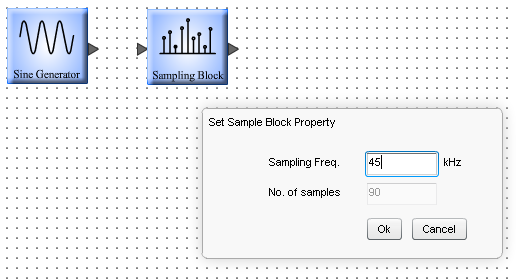 Sine Generator
Sampling Block
Set Sample Block Property
Sampling Freq. 45 kHz
No. of samples 90
Ok Cancel